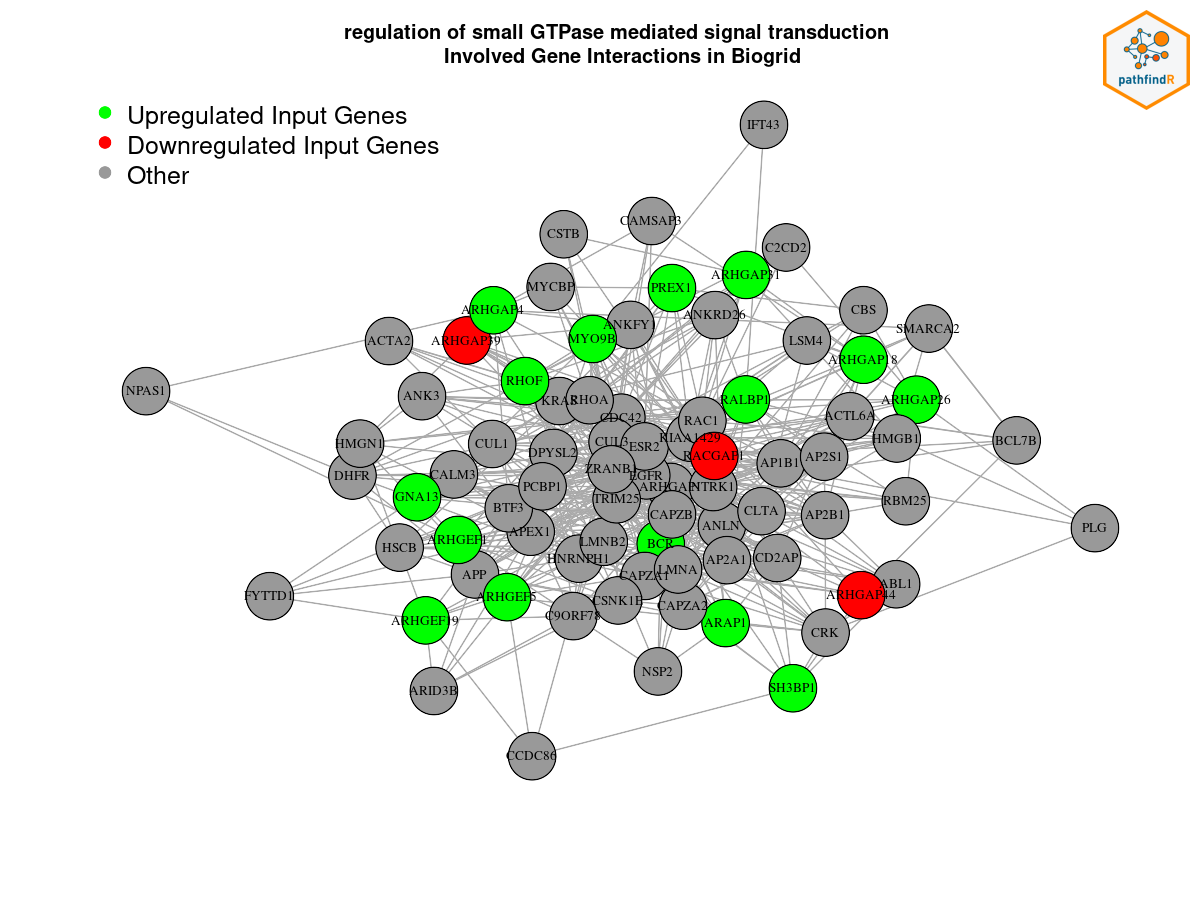 regulation of small GTPase mediated signal transduction
Involved Gene Interactions in Biogrid
pathfindR
Upregulated Input Genes
Downregulated Input Genes
Other
IFT43
CAMSAP3
CSTB
C2CD2
ARHGAP31
MYCBP
PREX1
ARHGAP4
CBS
ANKRD26
ANKFY1
SMARCA2
ACTA2
ARHGAP39
MYO9B
LSM4
ARHGAP18
RHOF
NPAS1
ANK3
RHOA
RALBP1
ARHGAP26
CDC42
RAC1
ACTL6A
HMGN1
CUL1
CUL3
ESR2
KIAA1429
HMGB1
BCL7B
DPYSL2
RACGAP1
AP1B1
AP2S1
DHFR
CALM3
ZRANB1
EGFR
PCBP1
NTRK1
GNA13
TRIM25
RBM25
BTF3
CAPZB
CLTA
AP2B1
ANLN
PLG
APEX1
HSCB
ARHGEF1
LMNB2
BCR
HNRNPH1
AP2A1
CD2AP
APP
CAPZA1
LMNA
ABL1
FYTTD1
ARHGEF5
CSNK1E
CAPZA2
ARHGAP44
ARHGEF19
C9ORF78
ARAP1
CRK
NSP2
ARID3B
SH3BP1
CCDC86